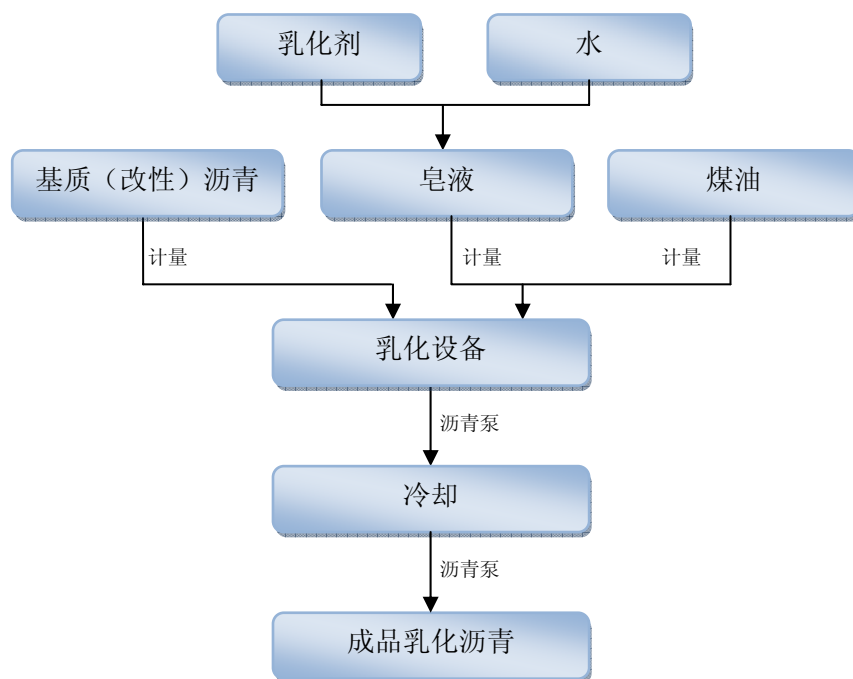 乳化剂
水
基质（改性）沥青
皂液
煤油
计量
计量
计量
乳化设备
沥青泵
冷却
沥青泵
成品乳化沥青